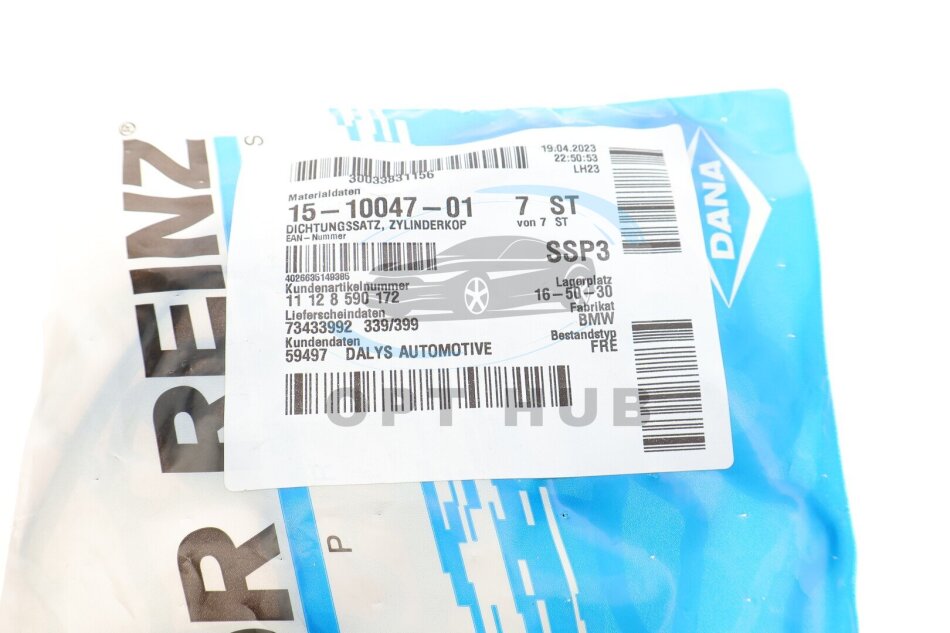 30033831156
19.04.2023
22:50:53
LH23
Materialdaten
15-10047-01 7 ST
DICHTUNGSSATZ, ZYLINDERKOP von 7 ST
EAN-Nummer
SSP3
4026635149385
Kundenartikelnummer Lagerplatz
11 12 8 590 172 16-50-30
Lieferscheindaten Fabrikat
73433992 339/399 BMW
Kundendaten Bestandstyp
59497 DALYS AUTOMOTIVE FRE
OPT HUB
REINZ®
DANA
S
P
OR